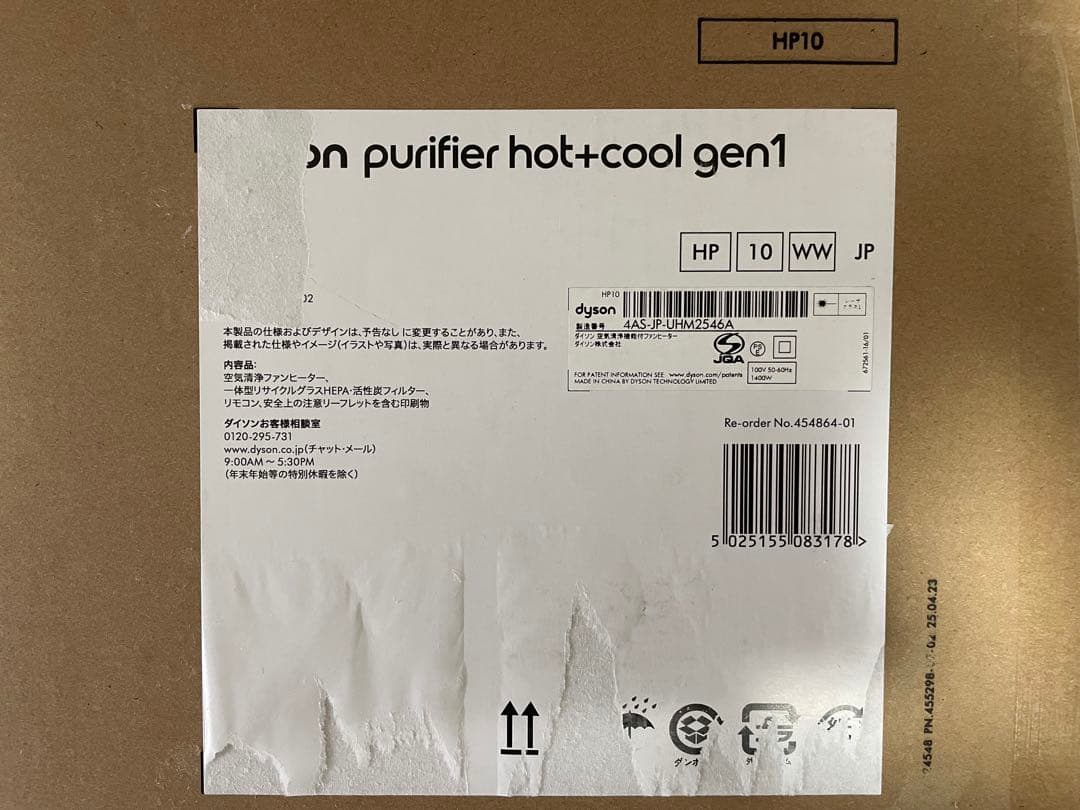 HP10
on purifier hot+cool gen1
HP 10 WW JP
02
本製品の仕様およびデザインは、予告なしに変更することがあり、また、
掲載された仕様やイメージ(イラストや写真)は、実際と異なる場合があります。
内容品:
空気清浄ファンヒーター、
一体型リサイクルグラスHEPA・活性炭フィルター、
リモコン、安全上の注意リーフレットを含む印刷物
ダイソンお客様相談室
0120-295-731
www.dyson.co.jp(チャット・メール)
9:00AM～5:30PM
(年末年始等の特別休暇を除く)
HP10
dyson
製造番号 4AS-JP-UHM2546A
ダイソン 空気清浄機能付ファンヒーター
ダイソン株式会社
JQA
PS E
FOR PATENT INFORMATION SEE: www.dyson.com/patents
MADE IN CHINA BY DYSON TECHNOLOGY LIMITED
100V 50-60Hz
1400W
672561-16/01
Re-order No.454864-01
5 025155 083178 >
25.04.23